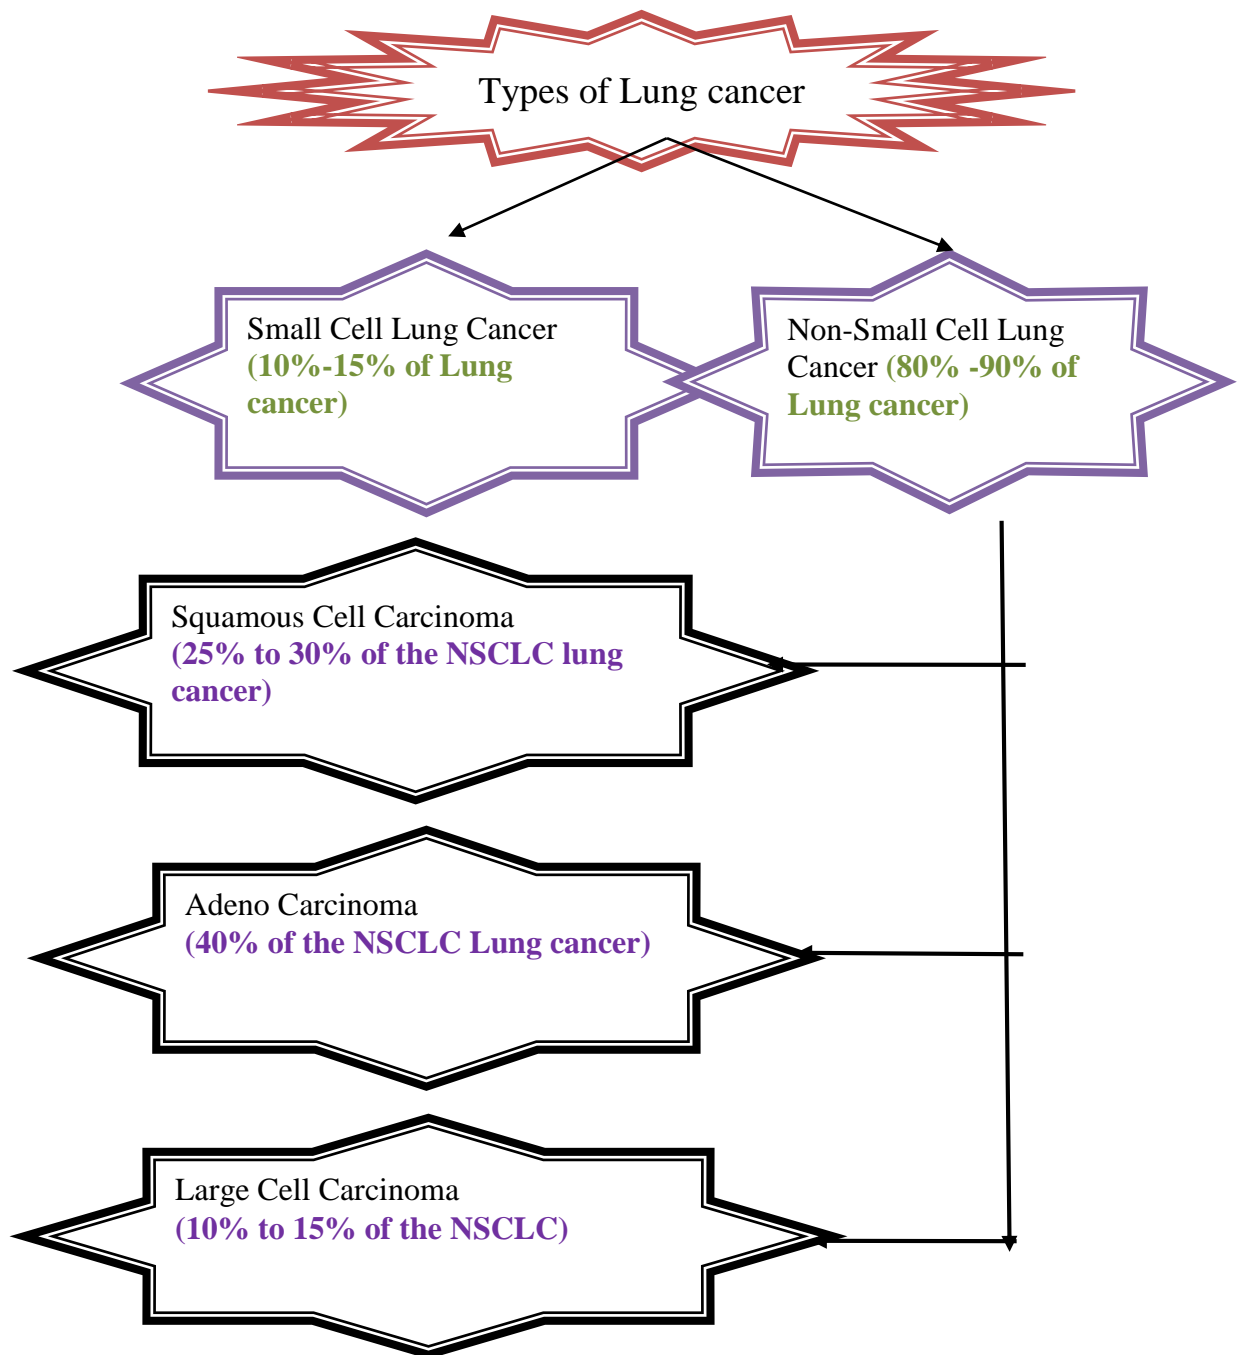 Types of Lung cancer
Small Cell Lung Cancer
(10%-15% of Lung
cancer)
Non-Small Cell Lung
Cancer (80% -90% of
Lung cancer)
Squamous Cell Carcinoma
(25% to 30% of the NSCLC lung
cancer)
Adeno Carcinoma
(40% of the NSCLC Lung cancer)
Large Cell Carcinoma
(10% to 15% of the NSCLC)